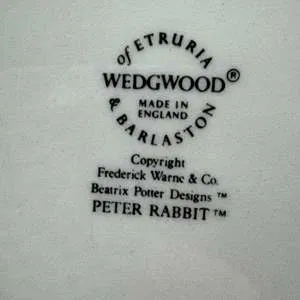 of ETRURIA
WEDGWOOD®
MADE IN
ENGLAND
& BARLASTON
Copyright
Frederick Warne & Co.
Beatrix Potter Designs ™
PETER RABBIT ™